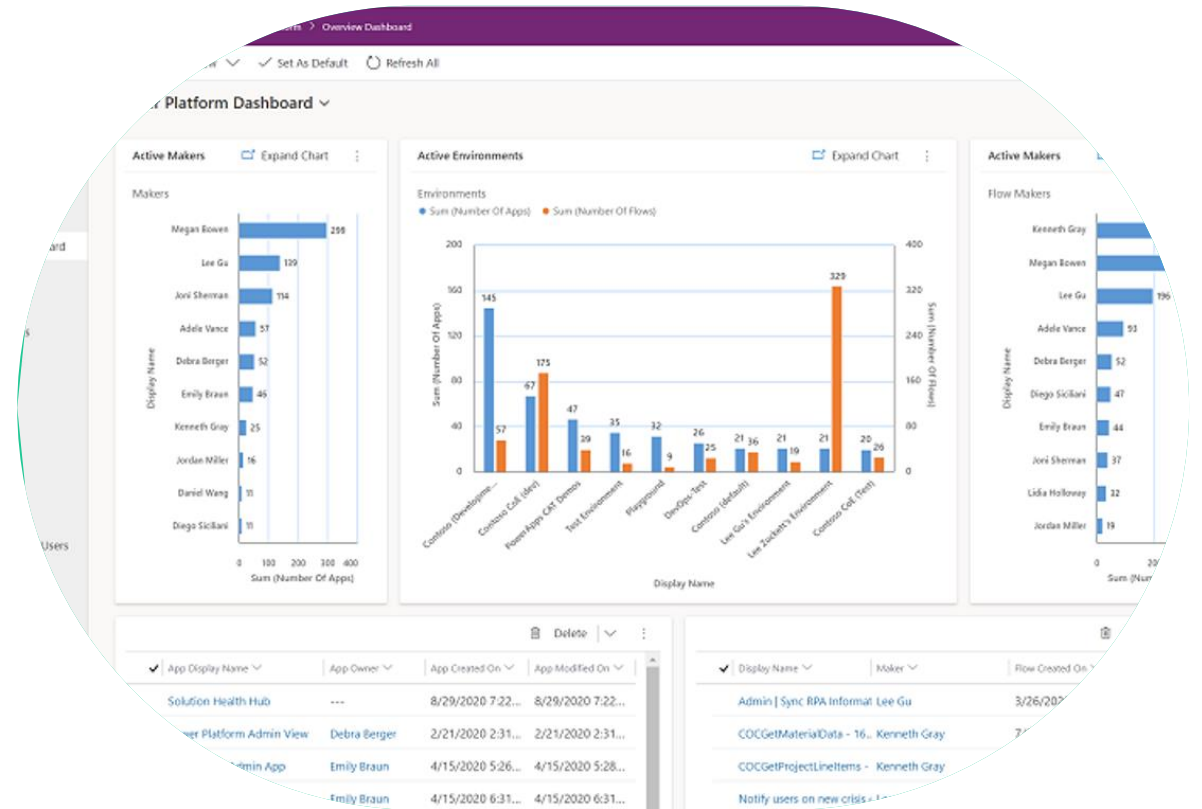 Overview Dashboard
Set As Default Refresh All
Platform Dashboard
Active Makers Expand Chart
Makers
Megan Bowen 299
Lee Gu 139
Joni Sherman 114
Adele Vance 57
Debra Berger 52
Emily Braun 46
Kenneth Gray 25
Jordan Miller 16
Daniel Wang 11
Diego Siciliani 11
Display Name
0 100 200 300 400
Sum (Number Of Apps)
Active Environments Expand Chart
Environments
Sum (Number Of Apps) Sum (Number Of Flows)
200 400
160 320
120 240
80 160
40 80
0 0
Sum (Number Of Apps)
Sum (Number Of Flows)
145 57
67 175
47 39
35 16
32 9
26 25
21 36
21 19
21 329
20 26
Contoso (Developme...
Contoso CoE (dev)
PowerApps CAT Demos
Test Environment
Playground
DevOps-Test
Contoso (default)
Lee Gu's Environment
Lee Zuckett's Environment
Contoso CoE (Test)
Display Name
Active Makers
Flow Makers
Kenneth Gray
Megan Bowen
Lee Gu 196
Adele Vance 93
Debra Berger 52
Diego Siciliani 47
Emily Braun 44
Joni Sherman 37
Lidia Holloway 32
Jordan Miller 19
Display Name
0 20
Sum (Num
ard
s
Users
Delete
App Display Name App Owner App Created On App Modified On
Solution Health Hub --- 8/29/2020 7:22... 8/29/2020 7:22...
wer Platform Admin View Debra Berger 2/21/2020 2:31... 2/21/2020 2:31...
dmin App Emily Braun 4/15/2020 5:26... 4/15/2020 5:28...
Emily Braun 4/15/2020 6:31... 4/15/2020 6:31...
Display Name Maker Flow Created On
Admin | Sync RPA Informat Lee Gu 3/26/202
COCGetMaterialData - 16... Kenneth Gray 7/
COCGetProjectLineItems - Kenneth Gray
Notify users on new crisis -